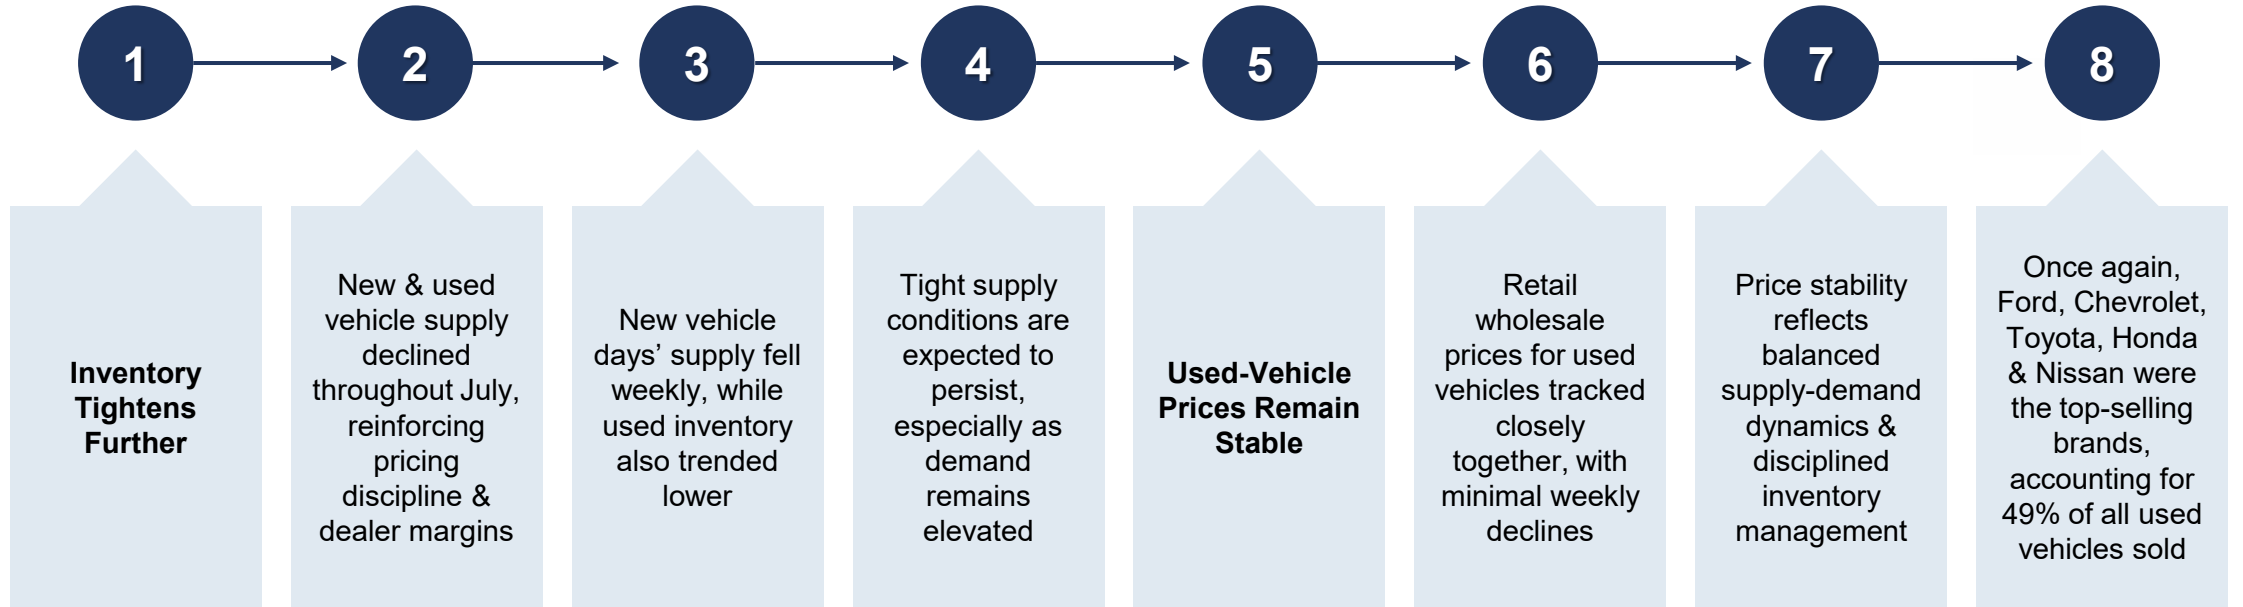 1
2
3
4
5
6
7
8
Inventory
Tightens
Further
New & used
vehicle supply
declined
throughout July,
reinforcing
pricing
discipline &
dealer margins
New vehicle
days’ supply fell
weekly, while
used inventory
also trended
lower
Tight supply
conditions are
expected to
persist,
especially as
demand
remains
elevated
Used-Vehicle
Prices Remain
Stable
Retail
wholesale
prices for used
vehicles tracked
closely
together, with
minimal weekly
declines
Price stability
reflects
balanced
supply-demand
dynamics &
disciplined
inventory
management
Once again,
Ford, Chevrolet,
Toyota, Honda
& Nissan were
the top-selling
brands,
accounting for
49% of all used
vehicles sold